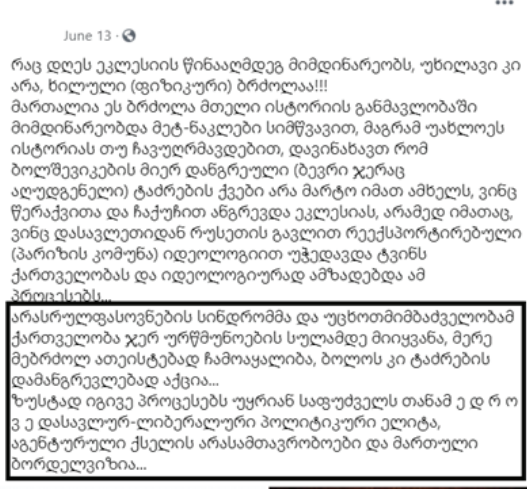 June 13 ·
რაც დღეს ეკლესიის წინააღმდეგ მიმდინარეობს, უხილავი კი
არა, ხილული (ფიზიკური) ბრძოლაა!!!
მართალია ეს ბრძოლა მთელი ისტორიის განმავლობაში
მიმდინარეობდა მეტ-ნაკლები სიმწვავით, მაგრამ უახლოეს
ისტორიას თუ ჩავუღრმავდებით, დავინახავთ რომ
ბოლშევიკების მიერ დანგრეული (ბევრი ჯერაც
აღუდგენელი) ტაძრების ქვები არა მარტო იმათ ამხელს, ვინც
წერაქვითა და ჩაქუჩით ანგრევდა ეკლესიას, არამედ იმათაც,
ვინც დასავლეთიდან რუსეთის გავლით რეექსპორტირებული
(პარიზის კომუნა) იდეოლოგიით უჭედავდა ტვინს
ქართველობას და იდეოლოგიურად ამზადებდა ამ
პროცესებს...
არასრულფასოვნების სინდრომმა და უცხოთმიმბაძველობამ
ქართველობა ჯერ ურწმუნოების სულამდე მიიყვანა, მერე
მებრძოლ ათეისტებად ჩამოაყალიბა, ბოლოს კი ტაძრების
დამანგრევლებად აქცია...
ზუსტად იგივე პროცესებს უყრიან საფუძველს თანამ ე დ რ ო
ვ ე დასავლურ-ლიბერალური პოლიტიკური ელიტა,
აგენტურული ქსელის არასამთავრობოები და მართული
ბორდელვიზია...